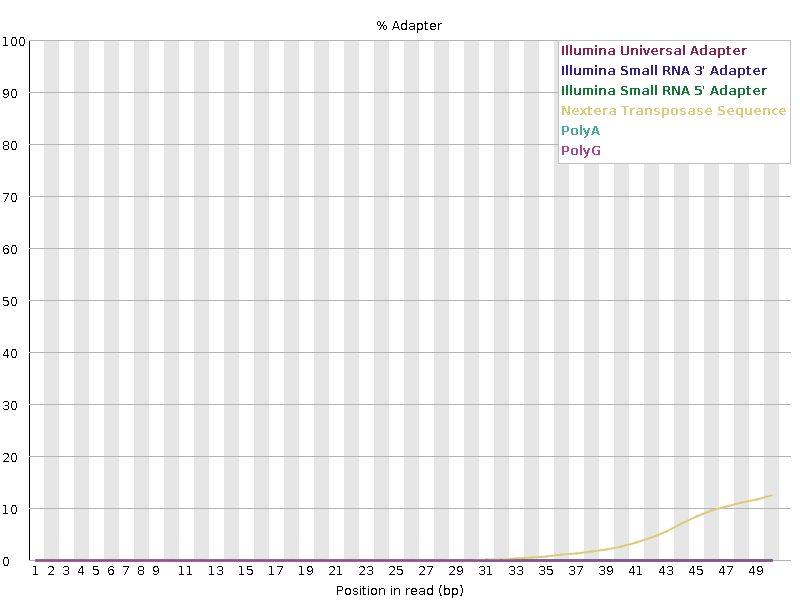 % Adapter
100
90
80
70
60
50
40
30
20
10
0
Illumina Universal Adapter
Illumina Small RNA 3' Adapter
Illumina Small RNA 5' Adapter
Nextera Transposase Sequence
PolyA
PolyG
1 2 3 4 5 6 7 8 9 11 13 15 17 19 21 23 25 27 29 31 33 35 37 39 41 43 45 47 49
Position in read (bp)